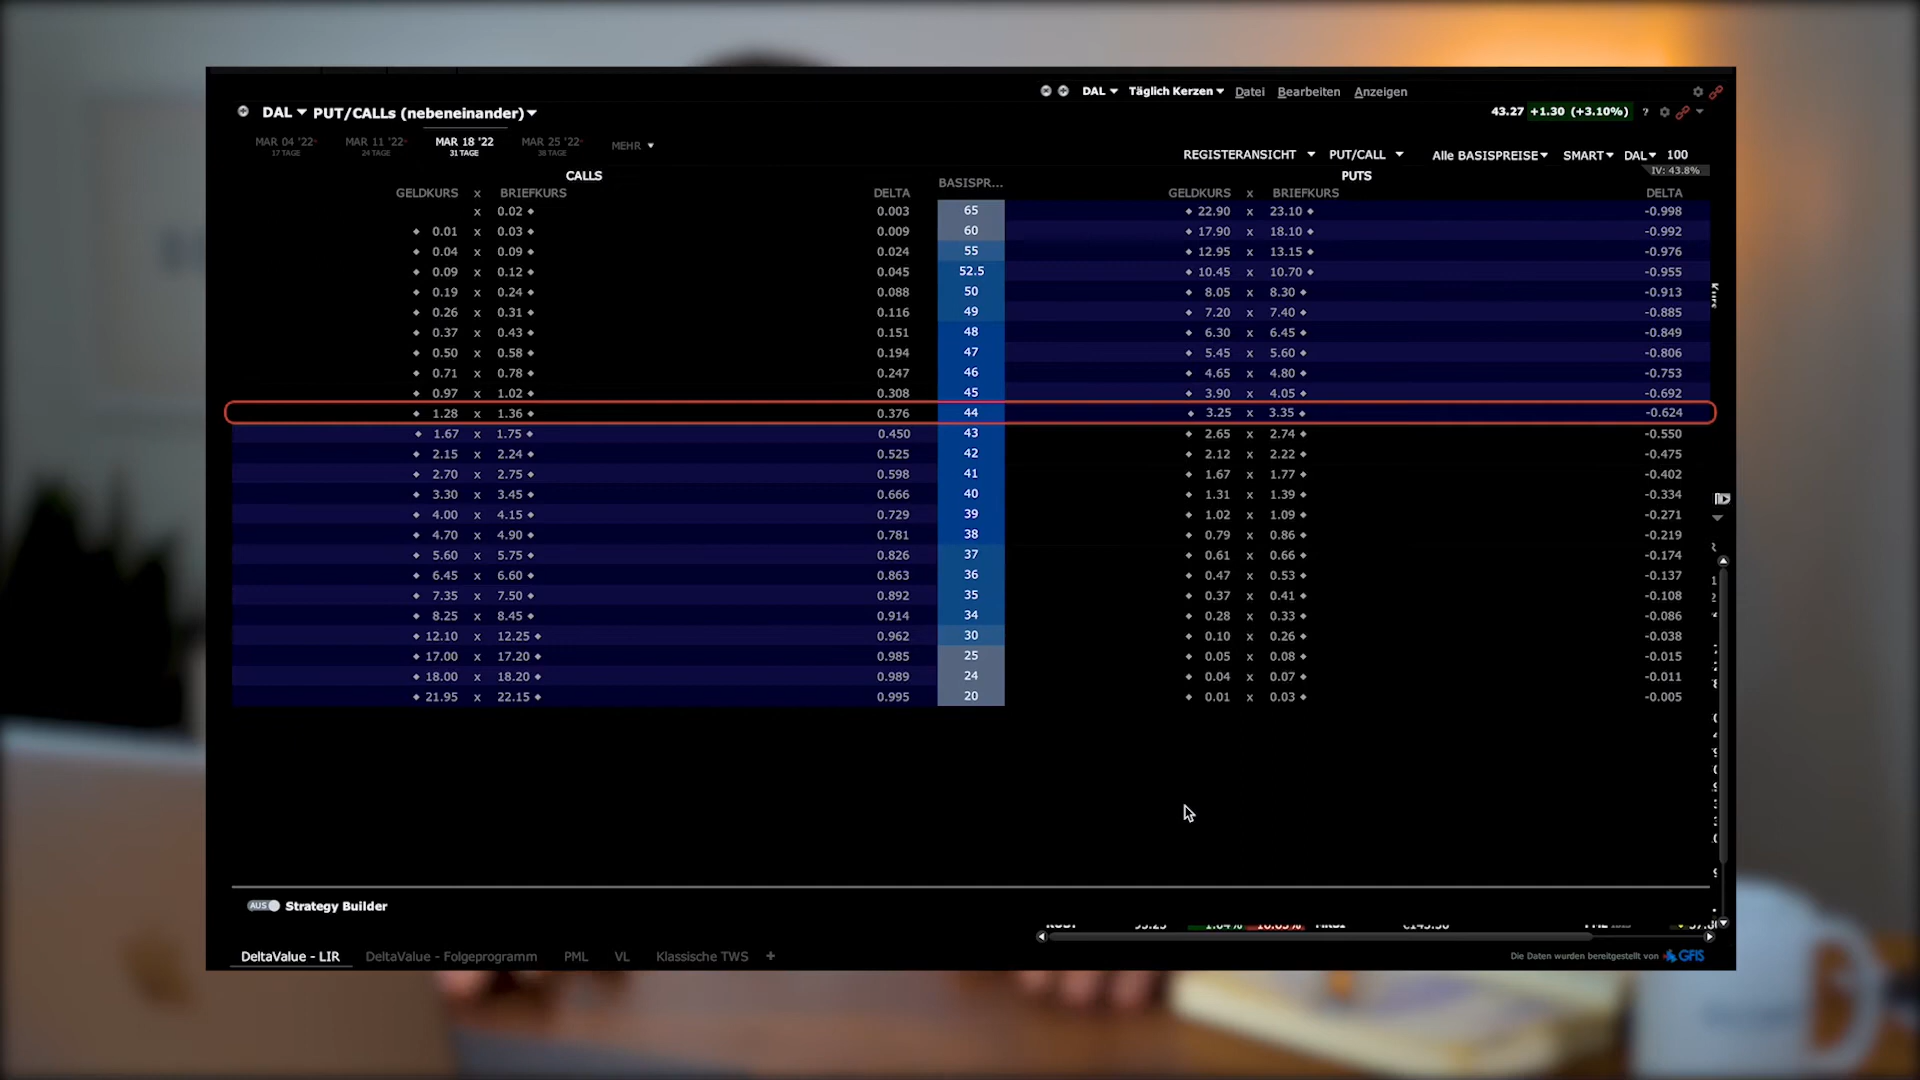 DAL Täglich Kerzen Datei Bearbeiten Anzeigen
DAL PUT/CALLs (nebeneinander)
43.27 +1.30 (+3.10%) ?
MAR 04 '22 MAR 11 '22 MAR 18 '22 MAR 25 '22 MEHR
17 TAGE 24 TAGE 31 TAGE 38 TAGE
REGISTERANSICHT PUT/CALL Alle BASISPREISE SMART DAL 100
IV: 43.8%
CALLS PUTS
GELDKURS x BRIEFKURS DELTA BASISPR... GELDKURS x BRIEFKURS DELTA
x 0.02 0.003 65 22.90 x 23.10 -0.998
0.01 x 0.03 0.009 60 17.90 x 18.10 -0.992
0.04 x 0.09 0.024 55 12.95 x 13.15 -0.976
0.09 x 0.12 0.045 52.5 10.45 x 10.70 -0.955
0.19 x 0.24 0.088 50 8.05 x 8.30 -0.913
0.26 x 0.31 0.116 49 7.20 x 7.40 -0.885
0.37 x 0.43 0.151 48 6.30 x 6.45 -0.849
0.50 x 0.58 0.194 47 5.45 x 5.60 -0.806
0.71 x 0.78 0.247 46 4.65 x 4.80 -0.753
0.97 x 1.02 0.308 45 3.90 x 4.05 -0.692
1.28 x 1.36 0.376 44 3.25 x 3.35 -0.624
1.67 x 1.75 0.450 43 2.65 x 2.74 -0.550
2.15 x 2.24 0.525 42 2.12 x 2.22 -0.475
2.70 x 2.75 0.598 41 1.67 x 1.77 -0.402
3.30 x 3.45 0.666 40 1.31 x 1.39 -0.334
4.00 x 4.15 0.729 39 1.02 x 1.09 -0.271
4.70 x 4.90 0.781 38 0.79 x 0.86 -0.219
5.60 x 5.75 0.826 37 0.61 x 0.66 -0.174
6.45 x 6.60 0.863 36 0.47 x 0.53 -0.137
7.35 x 7.50 0.892 35 0.37 x 0.41 -0.108
8.25 x 8.45 0.914 34 0.28 x 0.33 -0.086
12.10 x 12.25 0.962 30 0.10 x 0.26 -0.038
17.00 x 17.20 0.985 25 0.05 x 0.08 -0.015
18.00 x 18.20 0.989 24 0.04 x 0.07 -0.011
21.95 x 22.15 0.995 20 0.01 x 0.03 -0.005
AUS Strategy Builder
DeltaValue - LIR DeltaValue - Folgeprogramm PML VL Klassische TWS +
Die Daten wurden bereitgestellt von GFIS